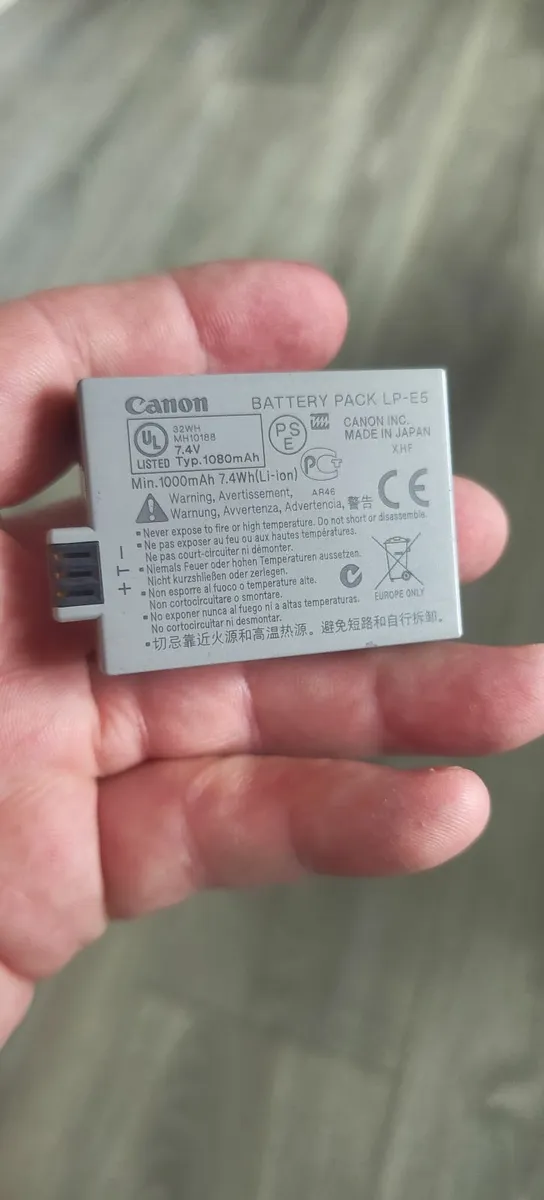 Canon BATTERY PACK LP-E5
UL
LISTED
32WH
MH10188
7.4V
Typ.1080mAh
PS
E
CANON INC.
MADE IN JAPAN
XHF
Min.1000mAh 7.4Wh(Li-ion)
AR46
CE
Warning, Avertissement,
Warnung, Avvertenza, Advertencia, 警告
▪Never expose to fire or high temperature. Do not short or disassemble.
▪Ne pas exposer au feu ou aux hautes températures.
Ne pas court-circuiter ni démonter.
▪Niemals Feuer oder hohen Temperaturen aussetzen.
Nicht kurzshließen oder zerlegen.
▪Non esporre al fuoco o temperature alte.
Non cortocircuitare o smontare.
▪No exponer nunca al fuego ni a altas temperaturas.
No cortocircuitar ni desmontar.
▪切忌靠近火源和高温热源。避免短路和自行拆卸.
EUROPE ONLY
+ T −